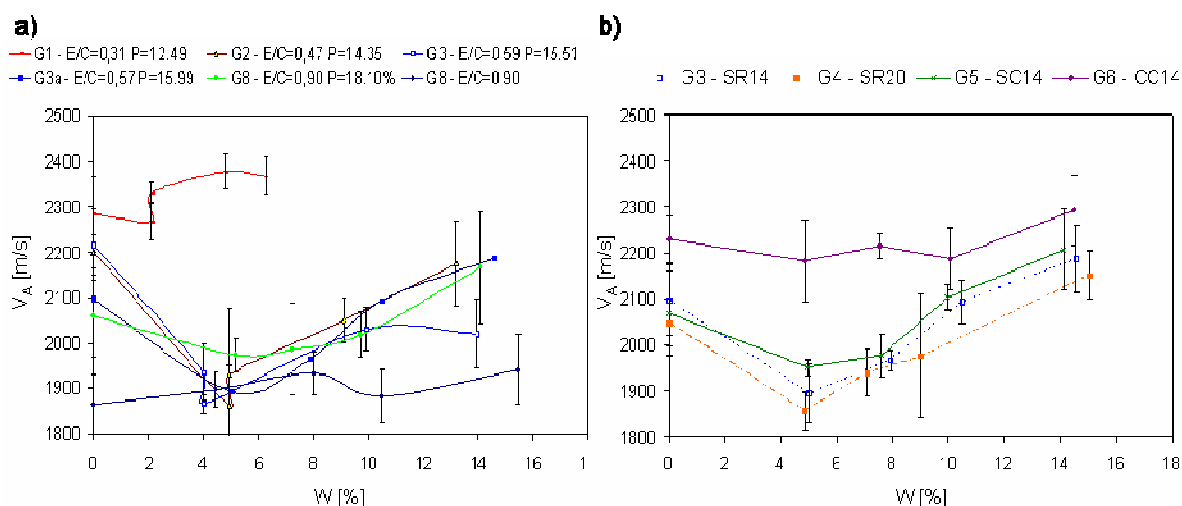 a)
G1 - E/C=0,31 P=12.49 G2 - E/C=0,47 P=14.35 G3 - E/C=0.59 P=15.51
G3a - E/C=0,57 P=15.99 G8 - E/C=0,90 P=18.10% G8 - E/C=0.90
2500
2400
2300
2200
2100
2000
1900
1800
V_A [m/s]
0 2 4 6 8 10 12 14 16 1
W [%]
b)
G3 - SR14 G4 - SR20 G5 - SC14 G6 - CC14
2500
2400
2300
2200
2100
2000
1900
1800
V_A [m/s]
0 2 4 6 8 10 12 14 16 18
W [%]